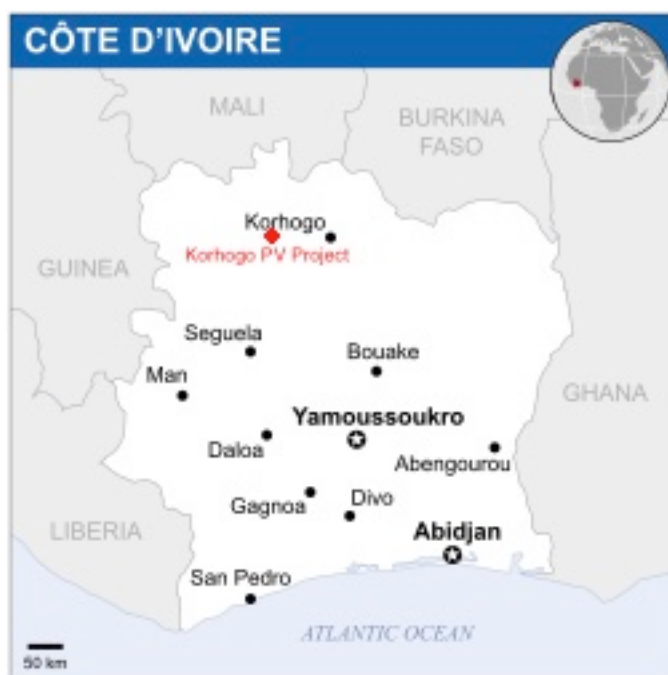 CÔTE D'IVOIRE
MALI
BURKINA
FASO
Korhogo
Korhogo PV Project
GUINEA
Seguela
Bouake
Man
GHANA
Yamoussoukro
Daloa
Abengourou
Gagnoa
Divo
LIBERIA
Abidjan
San Pedro
ATLANTIC OCEAN
50 km